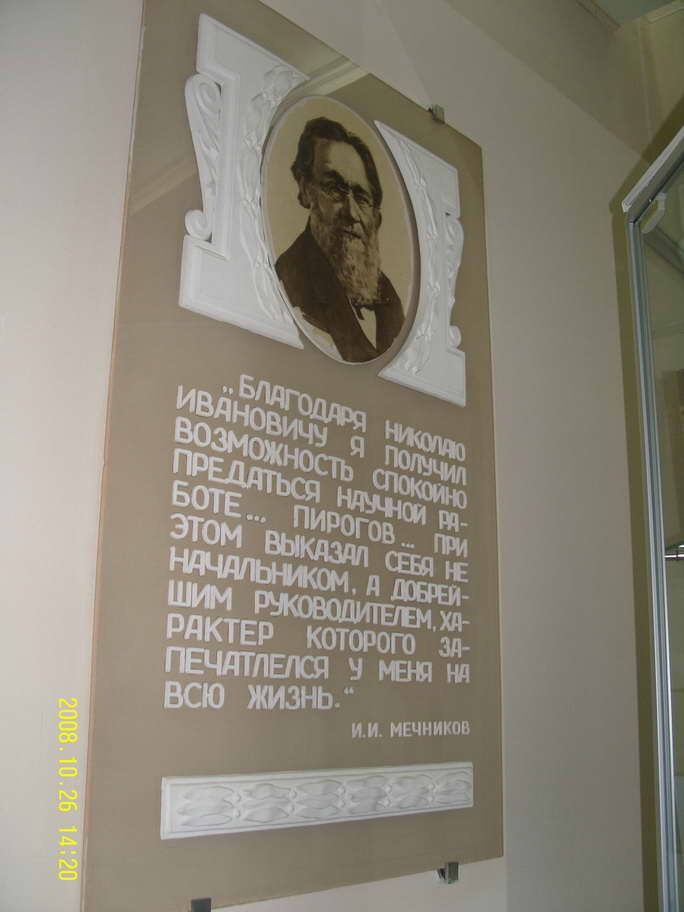 „БЛАГОДАРЯ НИКОЛАЮ
ИВАНОВИЧУ Я ПОЛУЧИЛ
ВОЗМОЖНОСТЬ СПОКОЙНО
ПРЕДАТЬСЯ НАУЧНОЙ РА-
БОТЕ... ПИРОГОВ... ПРИ
ЭТОМ ВЫКАЗАЛ СЕБЯ НЕ
НАЧАЛЬНИКОМ, А ДОБРЕЙ-
ШИМ РУКОВОДИТЕЛЕМ, ХА-
РАКТЕР КОТОРОГО ЗА-
ПЕЧАТЛЕЛСЯ У МЕНЯ НА
ВСЮ ЖИЗНЬ.“
И.И. МЕЧНИКОВ
2008.10.26 14:20